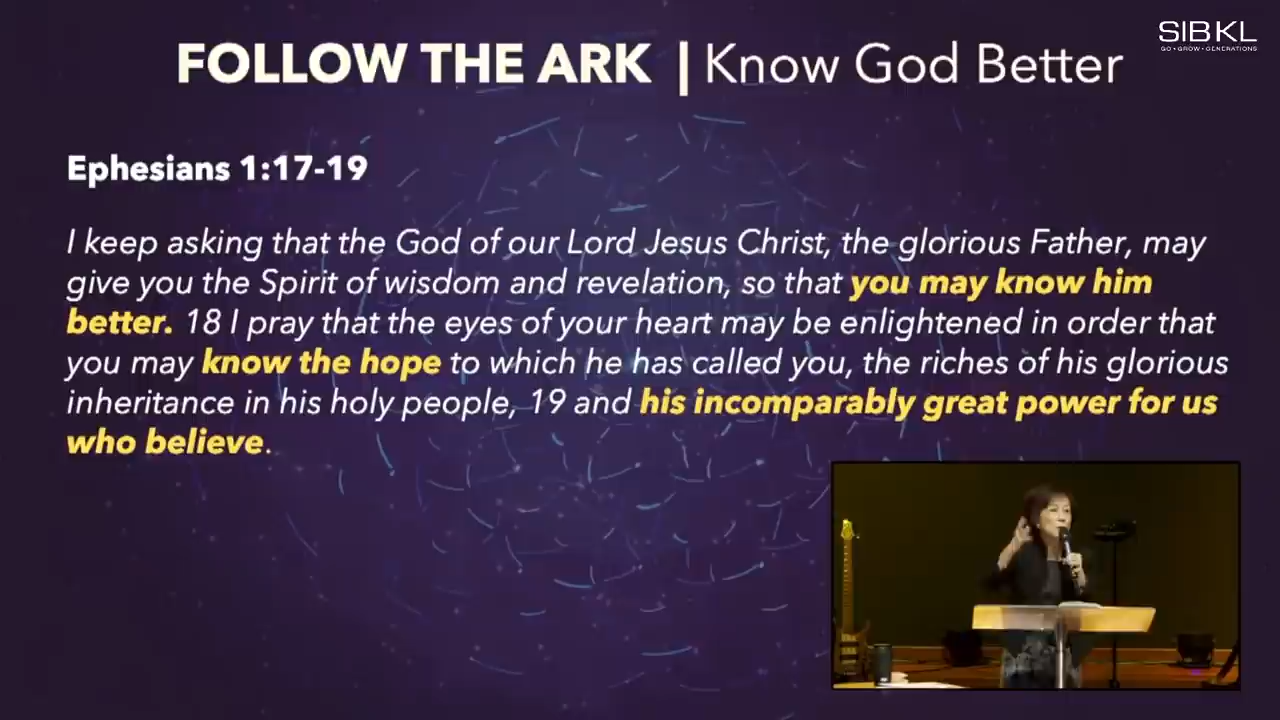 SIBKL
GO • GROW • GENERATIONS
FOLLOW THE ARK | Know God Better
Ephesians 1:17-19
I keep asking that the God of our Lord Jesus Christ, the glorious Father, may
give you the Spirit of wisdom and revelation, so that you may know him
better. 18 I pray that the eyes of your heart may be enlightened in order that
you may know the hope to which he has called you, the riches of his glorious
inheritance in his holy people, 19 and his incomparably great power for us
who believe.